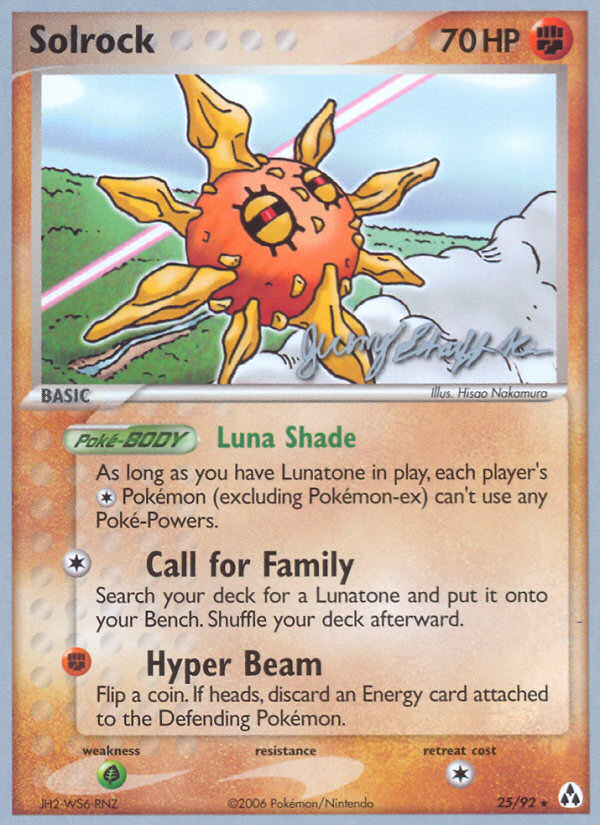 Solrock 70 HP
Illus. Hisao Nakamura
BASIC
Poké-BODY Luna Shade
As long as you have Lunatone in play, each player's
Pokémon (excluding Pokémon-ex) can't use any
Poké-Powers.
Call for Family
Search your deck for a Lunatone and put it onto
your Bench. Shuffle your deck afterward.
Hyper Beam
Flip a coin. If heads, discard an Energy card attached
to the Defending Pokémon.
weakness resistance retreat cost
JH2-WS6-RNZ ©2006 Pokémon/Nintendo 25/92 ★